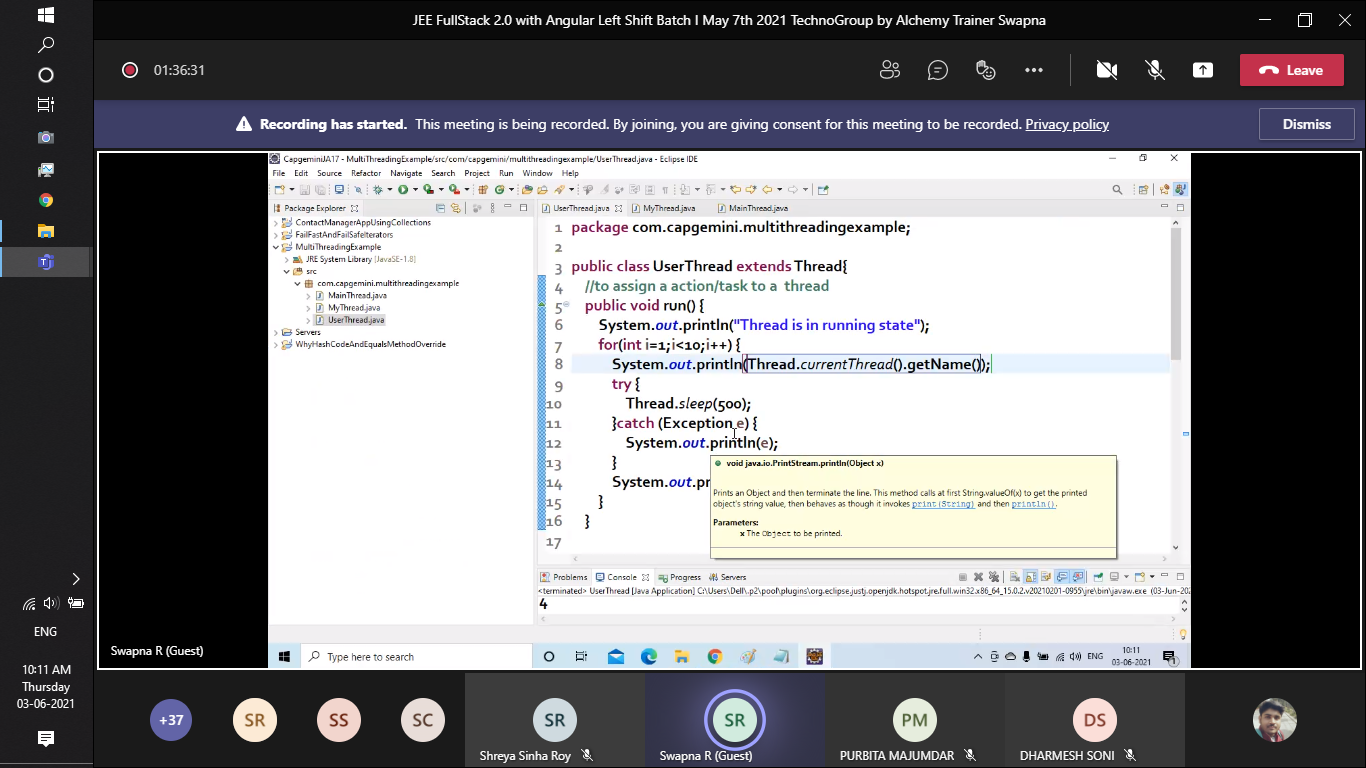 JEE FullStack 2.0 with Angular Left Shift Batch I May 7th 2021 TechnoGroup by Alchemy Trainer Swapna
01:36:31
Leave
Recording has started. This meeting is being recorded. By joining, you are giving consent for this meeting to be recorded. Privacy policy
Dismiss
CapgeminiJA17 - MultiThreadingExample/src/com/capgemini/multithreadingexample/UserThread.java - Eclipse IDE
File Edit Source Refactor Navigate Search Project Run Window Help
Package Explorer
ContactManagerAppUsingCollections
FailFastAndFailSafeIterators
MultiThreadingExample
JRE System Library [JavaSE-1.8]
src
com.capgemini.multithreadingexample
MainThread.java
MyThread.java
UserThread.java
Servers
WhyHashCodeAndEqualsMethodOverride
UserThread.java MyThread.java MainThread.java
1 package com.capgemini.multithreadingexample;
2
3 public class UserThread extends Thread{
4 //to assign a action/task to a thread
5 public void run() {
6 System.out.println("Thread is in running state");
7 for(int i=1;i<10;i++) {
8 System.out.println(Thread.currentThread().getName());
9 try {
10 Thread.sleep(500);
11 }catch (Exception e) {
12 System.out.println(e);
13 }
14 System.out.pr
15 }
16 }
17
void java.io.PrintStream.println(Object x)
Prints an Object and then terminate the line. This method calls at first String.valueOf(x) to get the printed
object's string value, then behaves as though it invokes print(String) and then println().
Parameters:
x The Object to be printed.
Problems Console Progress Servers
<terminated> UserThread [Java Application] C:\Users\Dell\.p2\pool\plugins\org.eclipse.justj.openjdk.hotspot.jre.full.win32.x86_64_15.0.2.v20210201-0955\jre\bin\javaw.exe (03-Jun-202
4
Type here to search
ENG
10:11
03-06-2021
1
Swapna R (Guest)
ENG
10:11 AM
Thursday
03-06-2021
+37
SR
SS
SC
SR
Shreya Sinha Roy
SR
Swapna R (Guest)
PM
PURBITA MAJUMDAR
DS
DHARMESH SONI